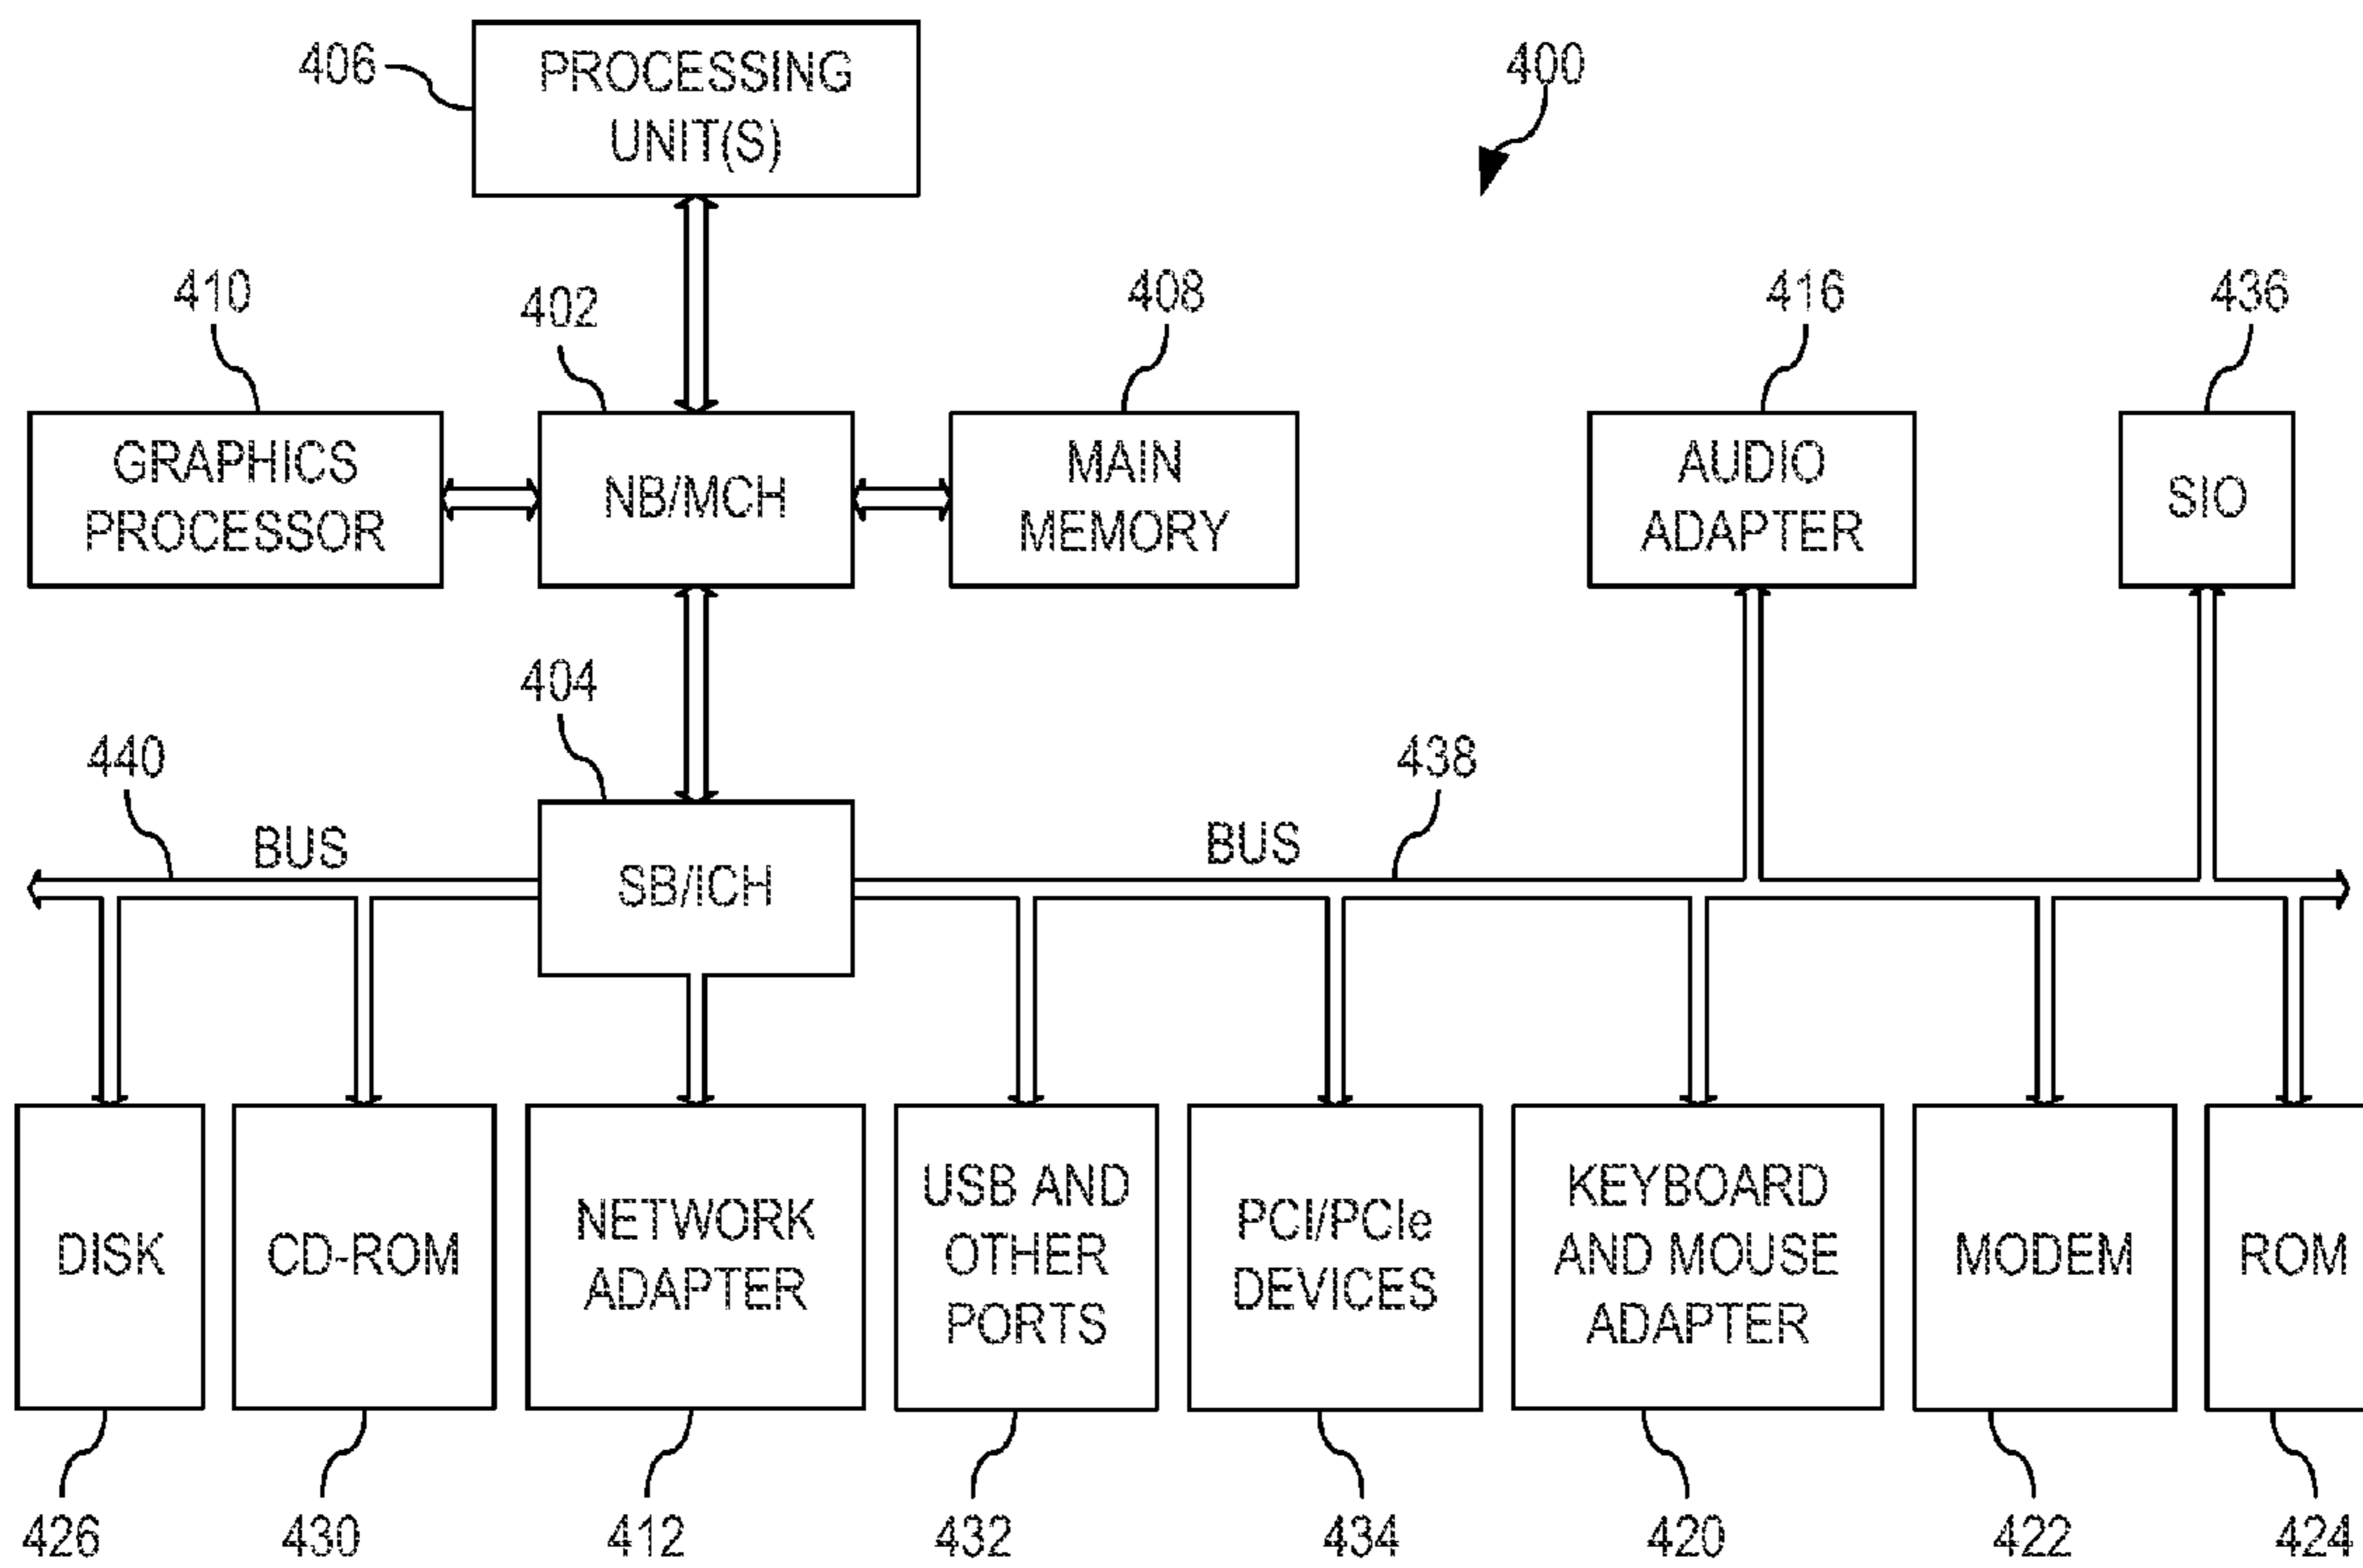 406
PROCESSING
UNIT(S)
400
410
402
408
416
436
GRAPHICS
PROCESSOR
NB/MCH
MAIN
MEMORY
AUDIO
ADAPTER
SIO
404
440
438
BUS
SB/ICH
BUS
DISK
CD-ROM
NETWORK
ADAPTER
USB AND
OTHER
PORTS
PCI/PCIe
DEVICES
KEYBOARD
AND MOUSE
ADAPTER
MODEM
ROM
426
430
412
432
434
420
422
424